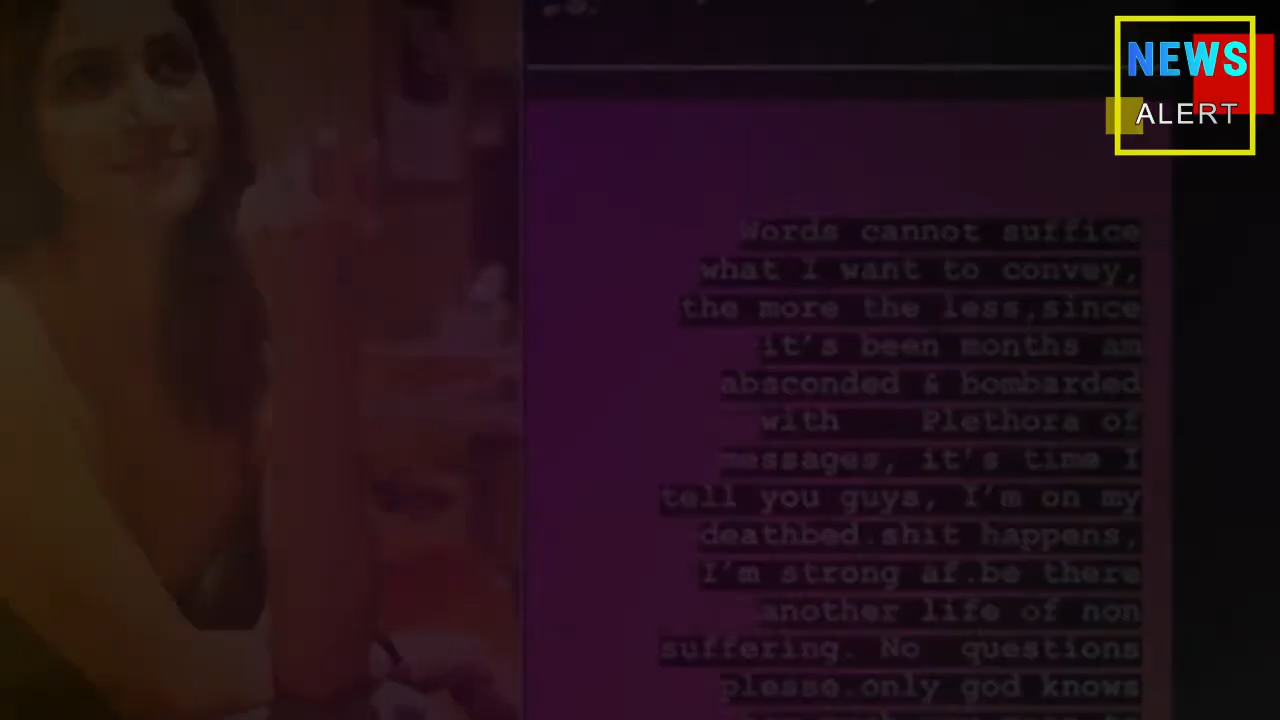 NEWS
ALERT
Words cannot suffice
what I want to convey,
the more the less,since
it's been months am
absconded & bombarded
with Plethora of
messages, it's time I
tell you guys, I'm on my
deathbed.shit happens,
I'm strong af.be there
another life of non
suffering. No questions
plesse.only god knows